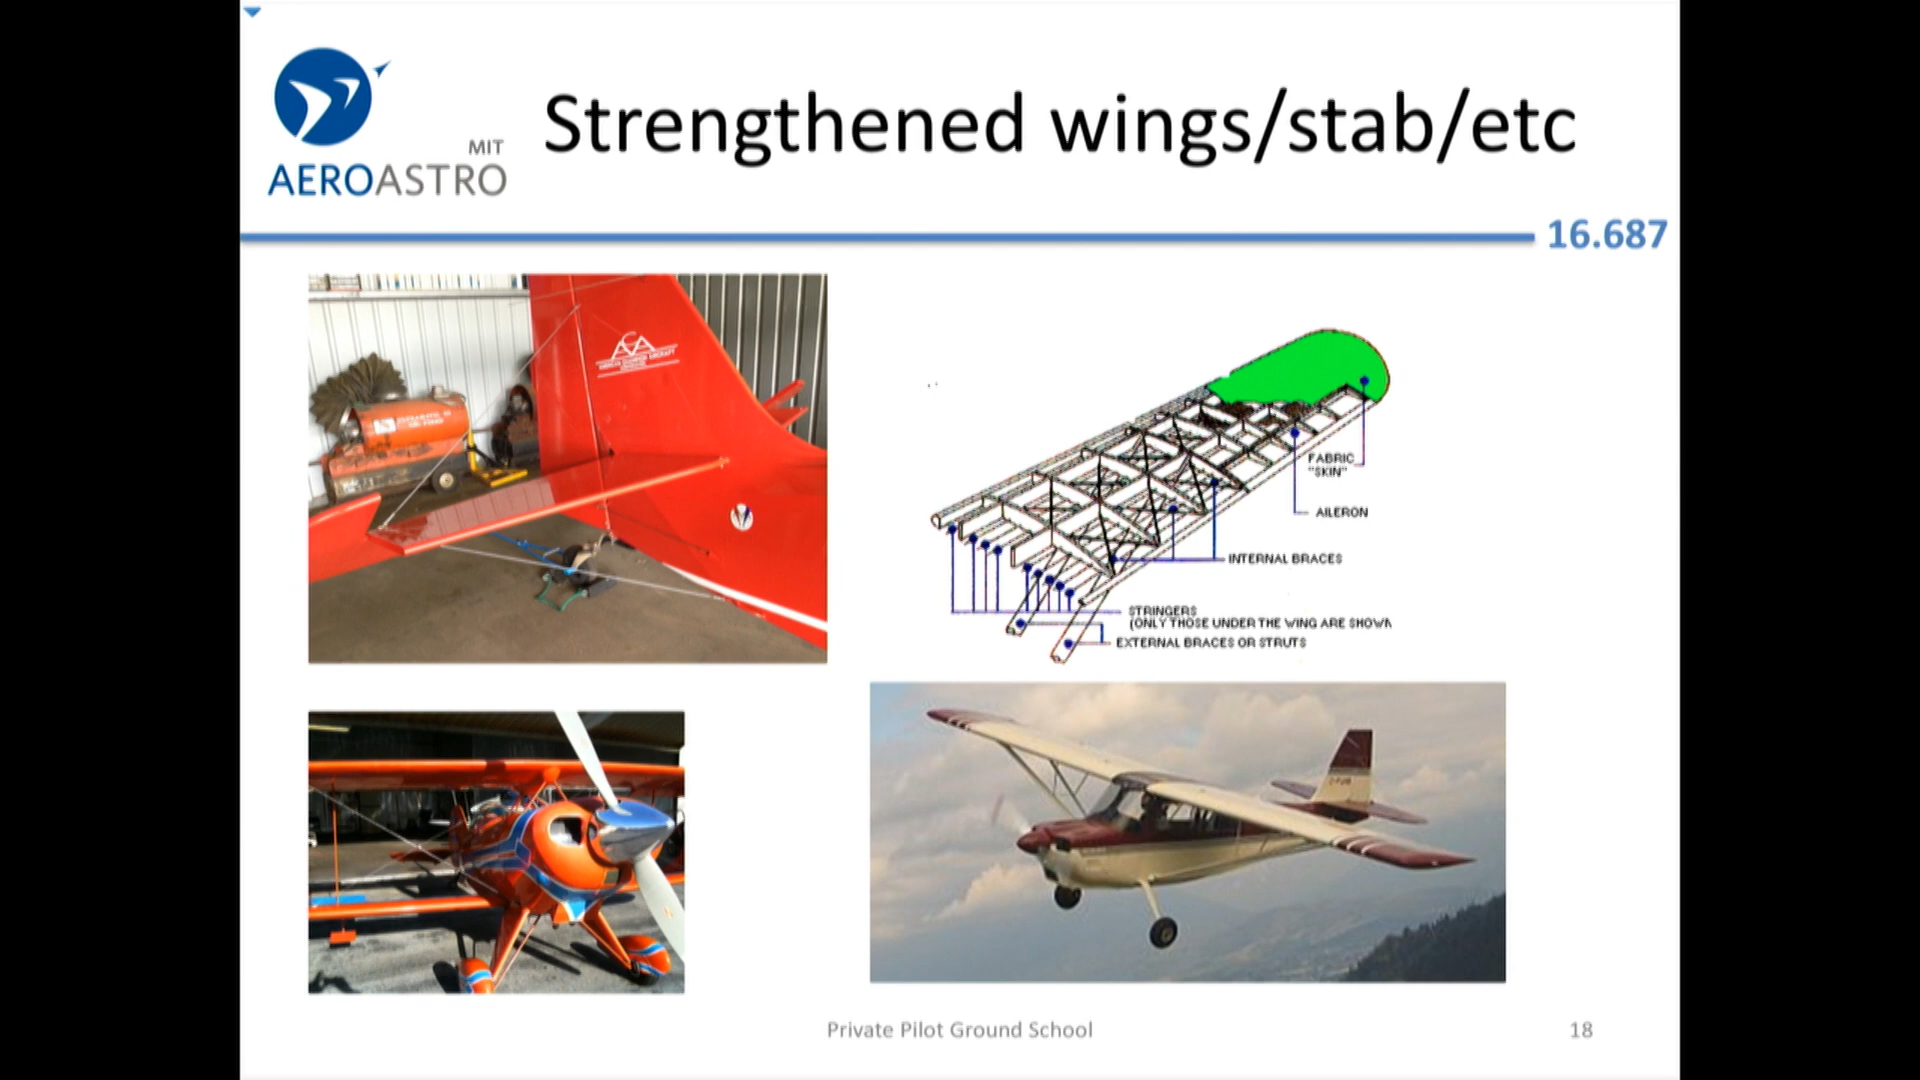 MIT
AEROASTRO
Strengthened wings/stab/etc
16.687
FABRIC
"SKIN"
AILERON
INTERNAL BRACES
STRINGERS
(ONLY THOSE UNDER THE WING ARE SHOWN
EXTERNAL BRACES OR STRUTS
Private Pilot Ground School
18